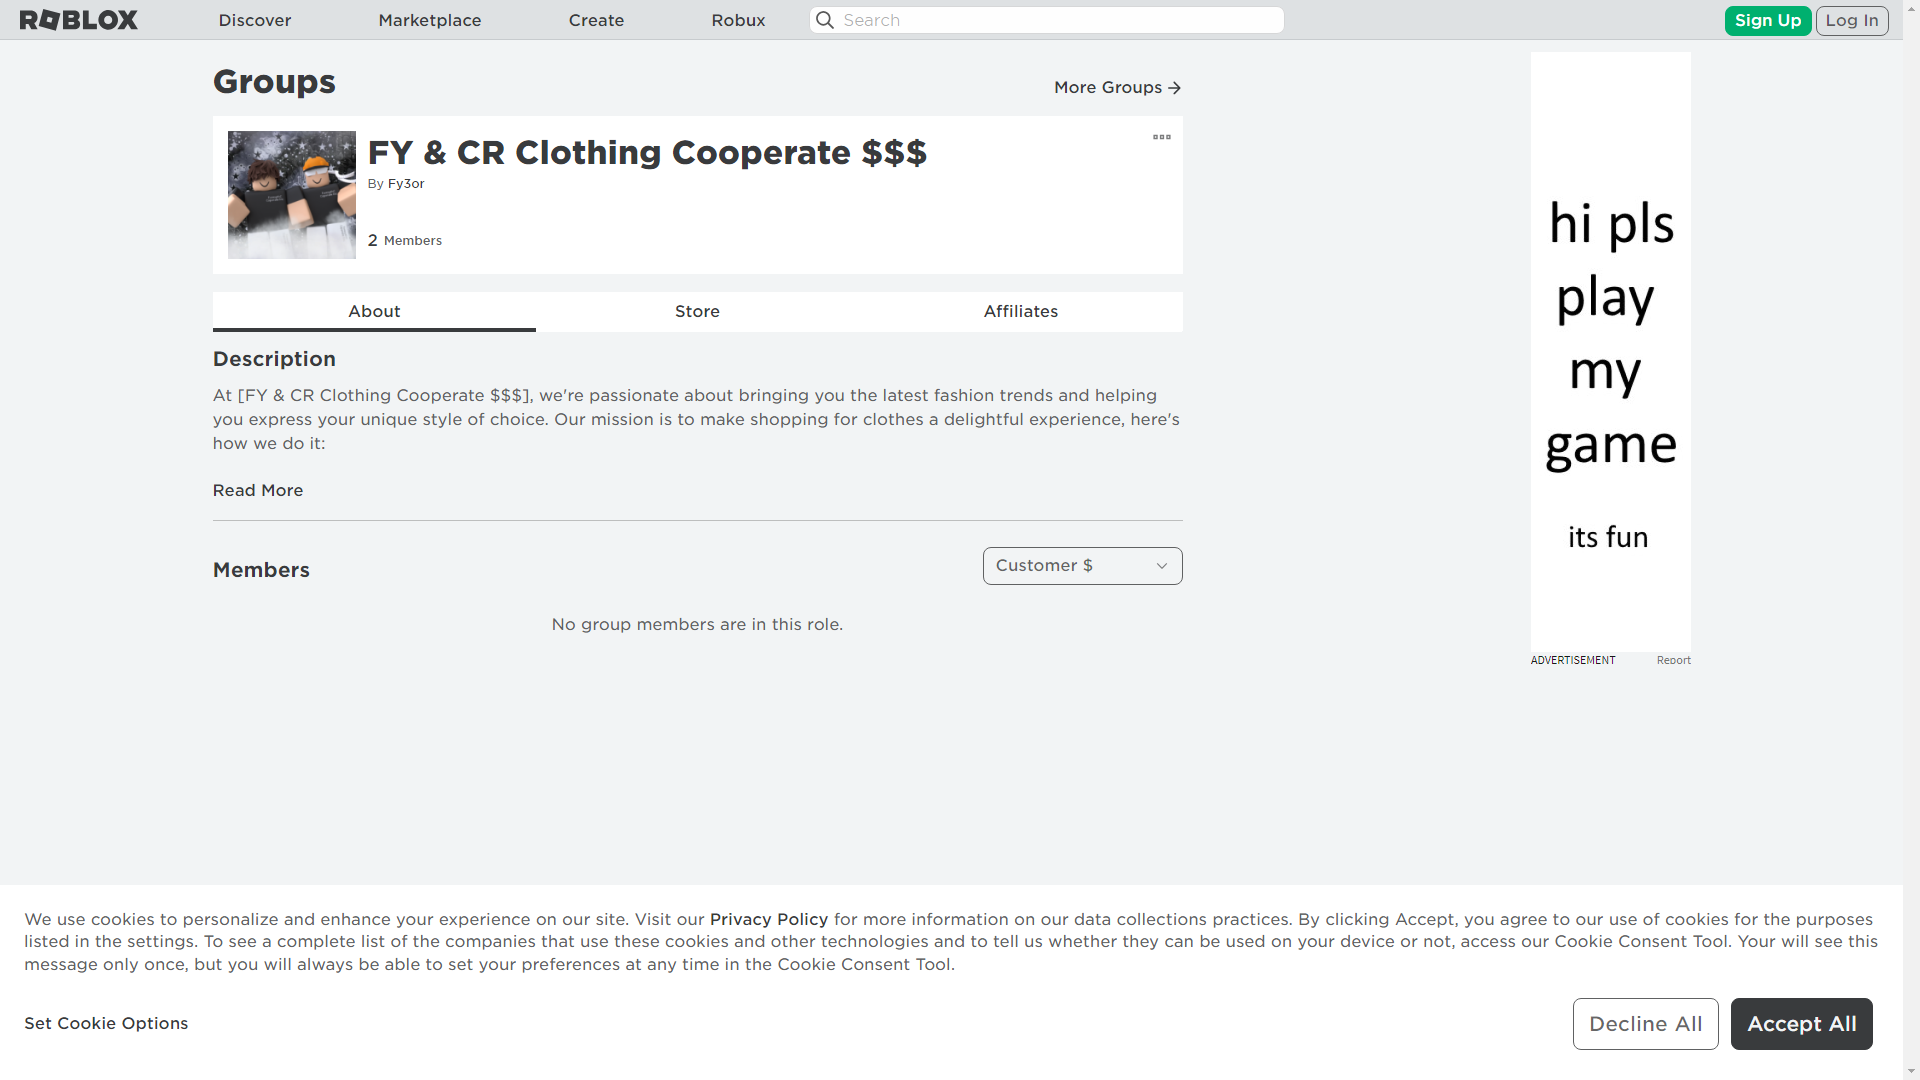 ROBLOX
Discover
Marketplace
Create
Robux
Search
Sign Up
Log In
Groups
More Groups
FY & CR Clothing Cooperate $$$
By Fy3or
2 Members
About
Store
Affiliates
Description
At [FY & CR Clothing Cooperate $$$], we're passionate about bringing you the latest fashion trends and helping
you express your unique style of choice. Our mission is to make shopping for clothes a delightful experience, here's
how we do it:
Read More
Members
Customer $
No group members are in this role.
hi pls
play
my
game
its fun
ADVERTISEMENT
Report
We use cookies to personalize and enhance your experience on our site. Visit our Privacy Policy for more information on our data collections practices. By clicking Accept, you agree to our use of cookies for the purposes
listed in the settings. To see a complete list of the companies that use these cookies and other technologies and to tell us whether they can be used on your device or not, access our Cookie Consent Tool. Your will see this
message only once, but you will always be able to set your preferences at any time in the Cookie Consent Tool.
Set Cookie Options
Decline All
Accept All